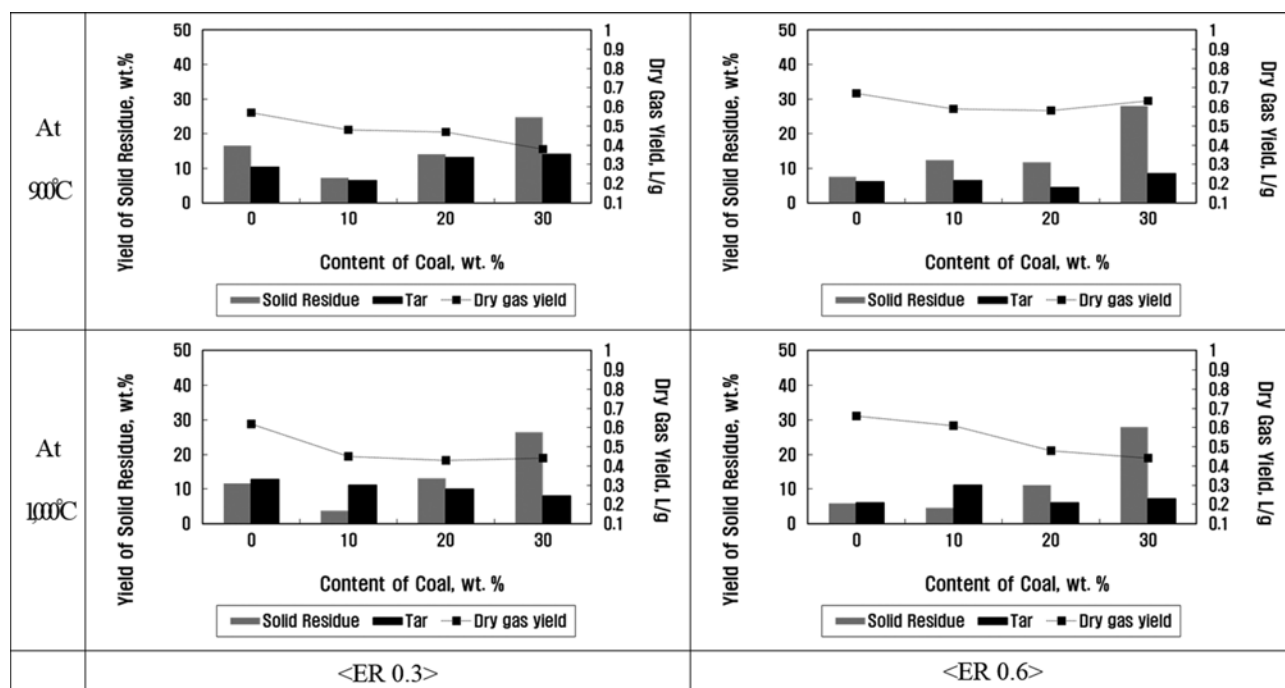 50
40
30
20
10
0
Yield of Solid Residue, wt.%
1
0.9
0.8
0.7
0.6
0.5
0.4
0.3
0.2
0.1
Dry Gas Yield, L/g
0 10 20 30
Content of Coal, wt. %
Solid Residue Tar Dry gas yield
50
40
30
20
10
0
Yield of Solid Residue, wt.%
1
0.9
0.8
0.7
0.6
0.5
0.4
0.3
0.2
0.1
Dry Gas Yield, L/g
0 10 20 30
Content of Coal, wt. %
Solid Residue Tar Dry gas yield
At
900℃
50
40
30
20
10
0
Yield of Solid Residue, wt.%
1
0.9
0.8
0.7
0.6
0.5
0.4
0.3
0.2
0.1
Dry Gas Yield, L/g
0 10 20 30
Content of Coal, wt. %
Solid Residue Tar Dry gas yield
50
40
30
20
10
0
Yield of Solid Residue, wt.%
1
0.9
0.8
0.7
0.6
0.5
0.4
0.3
0.2
0.1
Dry Gas Yield, L/g
0 10 20 30
Content of Coal, wt. %
Solid Residue Tar Dry gas yield
At
1,000℃
<ER 0.3>
<ER 0.6>